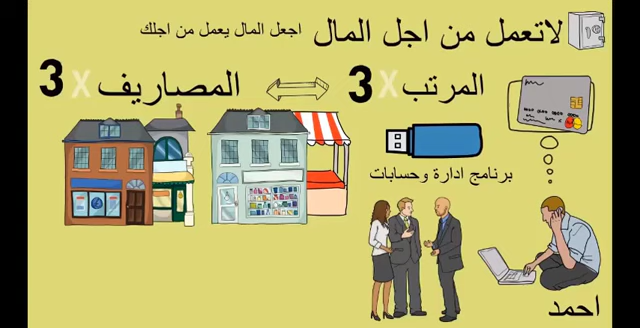 لاتعمل من اجل المال اجعل المال يعمل من اجلك
المرتب X 3
المصاريف X 3
برنامج ادارة وحسابات
احمد